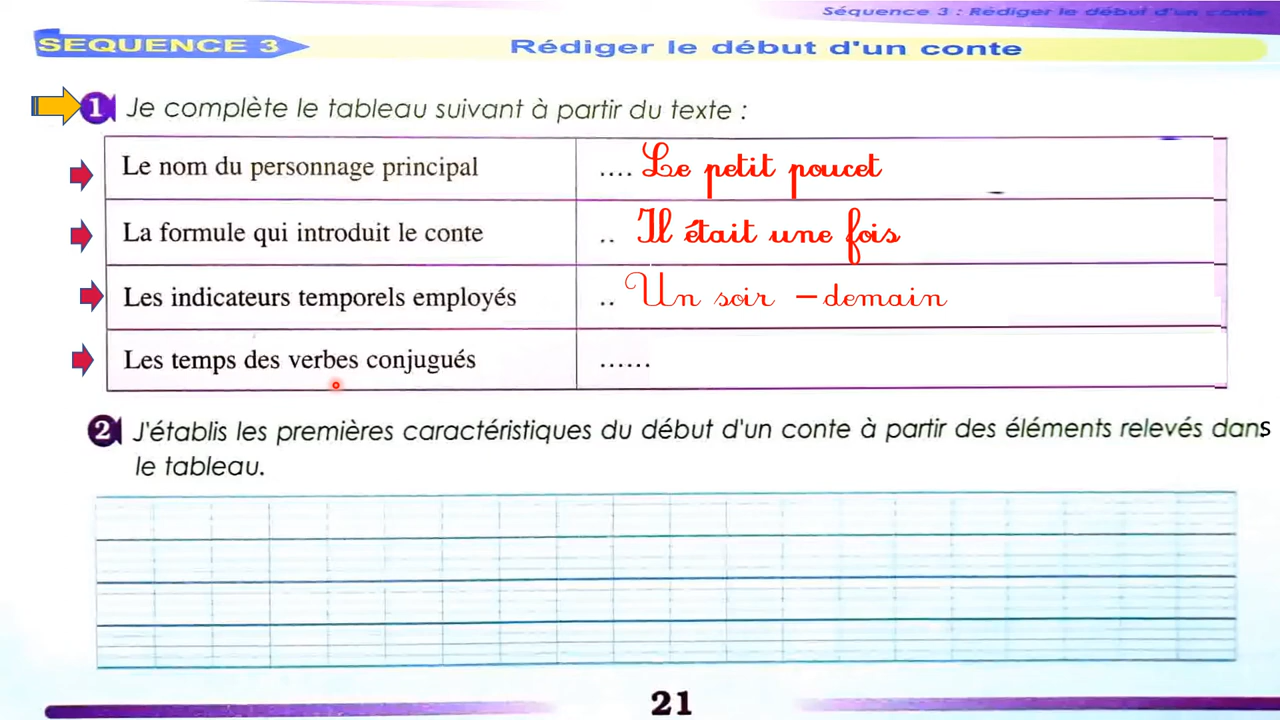 Séquence 3 : Rédiger le début d'un conte
SEQUENCE 3
Rédiger le début d'un conte
1 Je complète le tableau suivant à partir du texte :
Le nom du personnage principal .... Le petit poucet
La formule qui introduit le conte .. Il était une fois
Les indicateurs temporels employés .. Un soir - demain
Les temps des verbes conjugués ......
2 J'établis les premières caractéristiques du début d'un conte à partir des éléments relevés dans
le tableau.
21